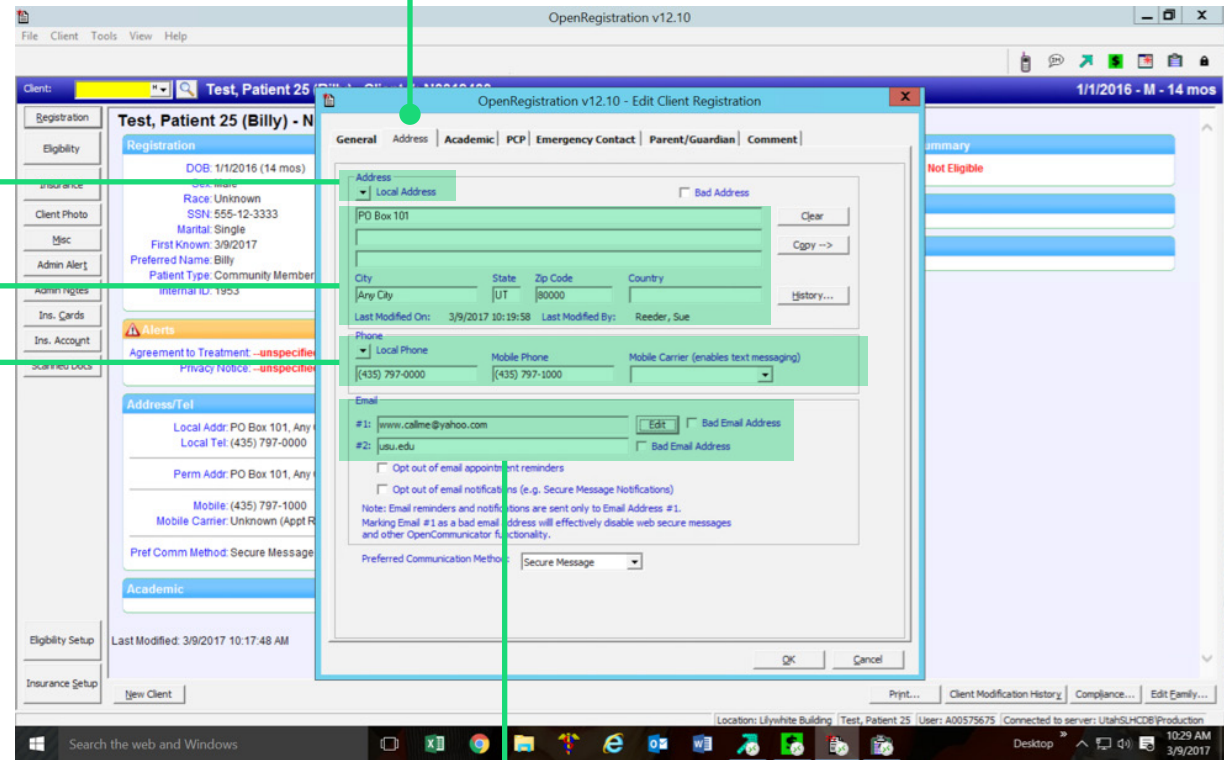 OpenRegistration v12.10
File Client Tools View Help
Client: Test, Patient 25 1/1/2016 - M - 14 mos
Registration
Eligibility
Insurance
Client Photo
Misc
Admin Alert
Admin Notes
Ins. Cards
Ins. Account
Scanned Docs
Eligibility Setup
Insurance Setup
Test, Patient 25 (Billy) - N
Registration
DOB: 1/1/2016 (14 mos)
Sex: Male
Race: Unknown
SSN: 555-12-3333
Marital: Single
First Known: 3/9/2017
Preferred Name: Billy
Patient Type: Community Member
Internal ID: 1953
Alerts
Agreement to Treatment: --unspecified
Privacy Notice: --unspecified
Address/Tel
Local Addr: PO Box 101, Any
Local Tel: (435) 797-0000
Perm Addr: PO Box 101, Any
Mobile: (435) 797-1000
Mobile Carrier: Unknown (Appt R
Pref Comm Method: Secure Message
Academic
Last Modified: 3/9/2017 10:17:48 AM
New Client
OpenRegistration v12.10 - Edit Client Registration
General Address Academic PCP Emergency Contact Parent/Guardian Comment
Address
Local Address Bad Address
PO Box 101 Clear
Copy -->
City State Zip Code Country
Any City UT 80000 History...
Last Modified On: 3/9/2017 10:19:58 Last Modified By: Reeder, Sue
Phone
Local Phone Mobile Phone Mobile Carrier (enables text messaging)
(435) 797-0000 (435) 797-1000
Email
#1: www.callme@yahoo.com Edit Bad Email Address
#2: usu.edu Bad Email Address
Opt out of email appointment reminders
Opt out of email notifications (e.g. Secure Message Notifications)
Note: Email reminders and notifications are sent only to Email Address #1.
Marking Email #1 as a bad email address will effectively disable web secure messages
and other OpenCommunicator functionality.
Preferred Communication Method: Secure Message
OK Cancel
ummary
Not Eligible
Print... Client Modification History Compliance... Edit Family...
Location: Lilywhite Building Test, Patient 25 User: A00575675 Connected to server: UtahSLHCDB\Production
Search the web and Windows
Desktop 10:29 AM
3/9/2017